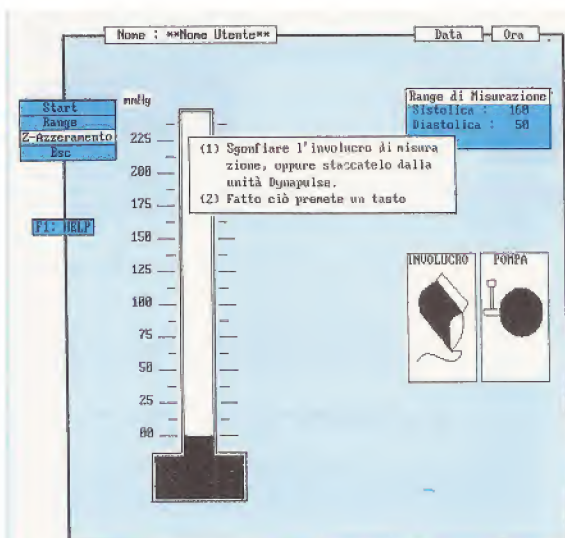 Nome : **Nome Utente**
Data
Ora
Start
Range
Z-Azzeramento
Esc
F1: HELP
mmHg
225
200
175
150
125
100
75
50
25
00
(1) Sgonfiare l'involucro di misura
zione, oppure staccatelo dalla
unità Dynapulse.
(2) Fatto ciò premete un tasto
Range di Misurazione
Sistolica : 160
Diastolica : 50
INVOLUCRO
POMPA